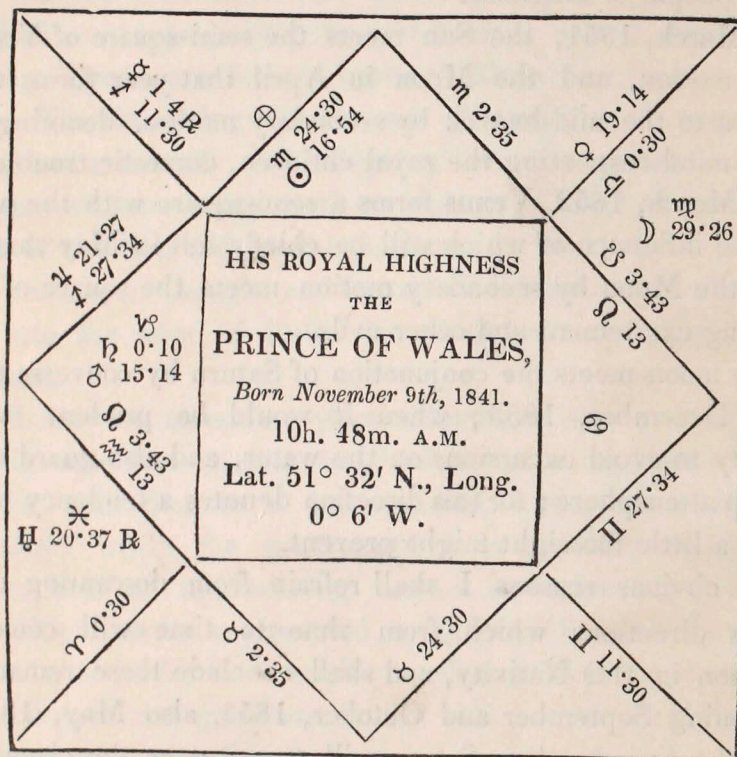 ☿ 1·4 ℞
♐ 11·30
⊗
♏ 24·30
☉ 16·54
♏ 2·35
♀ 19·14
♎ 0·30
♍
☽ 29·26
☋ 3·43
♌ 13
♃ 21·27
♐ 27·34
♑
♄ 0·10
♂ 15·14
☊ 3·43
♒ 13
♓
♅ 20·37 ℞
♋
♊ 27·34
♈ 0·30
♉ 2·35
♉ 24·30
♊ 11·30
HIS ROYAL HIGHNESS
THE
PRINCE OF WALES,
Born November 9th, 1841.
10h. 48m. A.M.
Lat. 51° 32′, N., Long.
0° 6′ W.